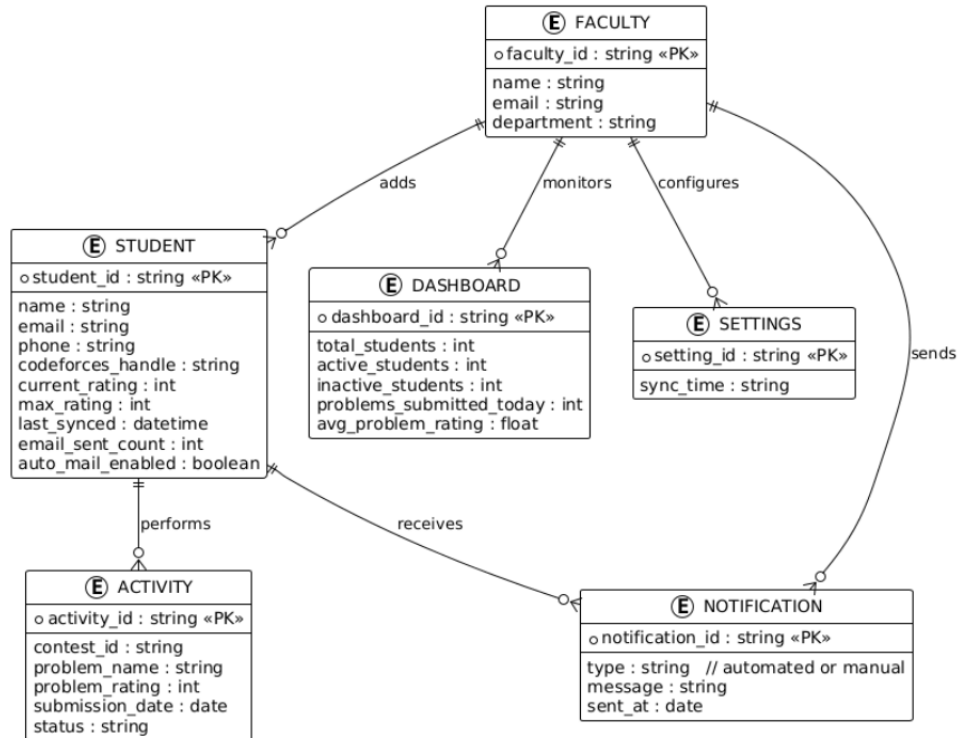 E FACULTY
faculty_id : string «PK»
name : string
email : string
department : string
adds
monitors
configures
sends
E STUDENT
student_id : string «PK»
name : string
email : string
phone : string
codeforces_handle : string
current_rating : int
max_rating : int
last_synced : datetime
email_sent_count : int
auto_mail_enabled : boolean
E DASHBOARD
dashboard_id : string «PK»
total_students : int
active_students : int
inactive_students : int
problems_submitted_today : int
avg_problem_rating : float
E SETTINGS
setting_id : string «PK»
sync_time : string
performs
receives
E ACTIVITY
activity_id : string «PK»
contest_id : string
problem_name : string
problem_rating : int
submission_date : date
status : string
E NOTIFICATION
notification_id : string «PK»
type : string // automated or manual
message : string
sent_at : date